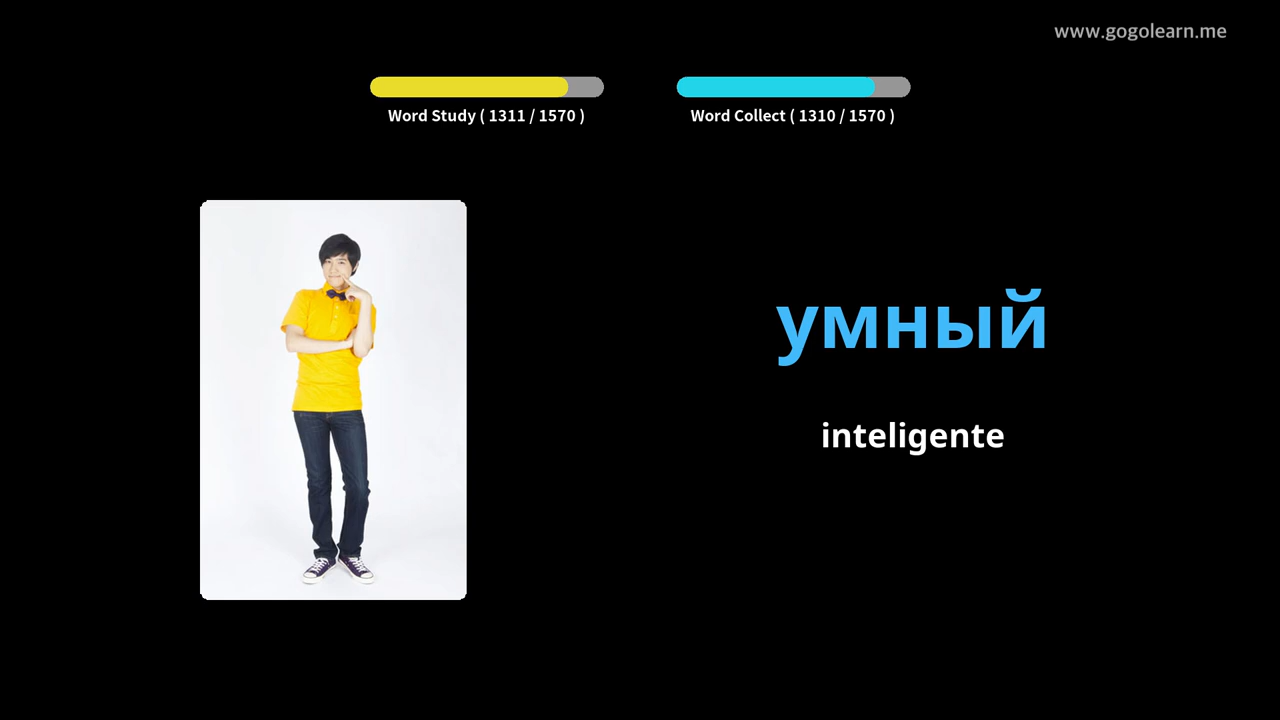 www.gogolearn.me
Word Study ( 1311 / 1570 )
Word Collect ( 1310 / 1570 )
умный
inteligente